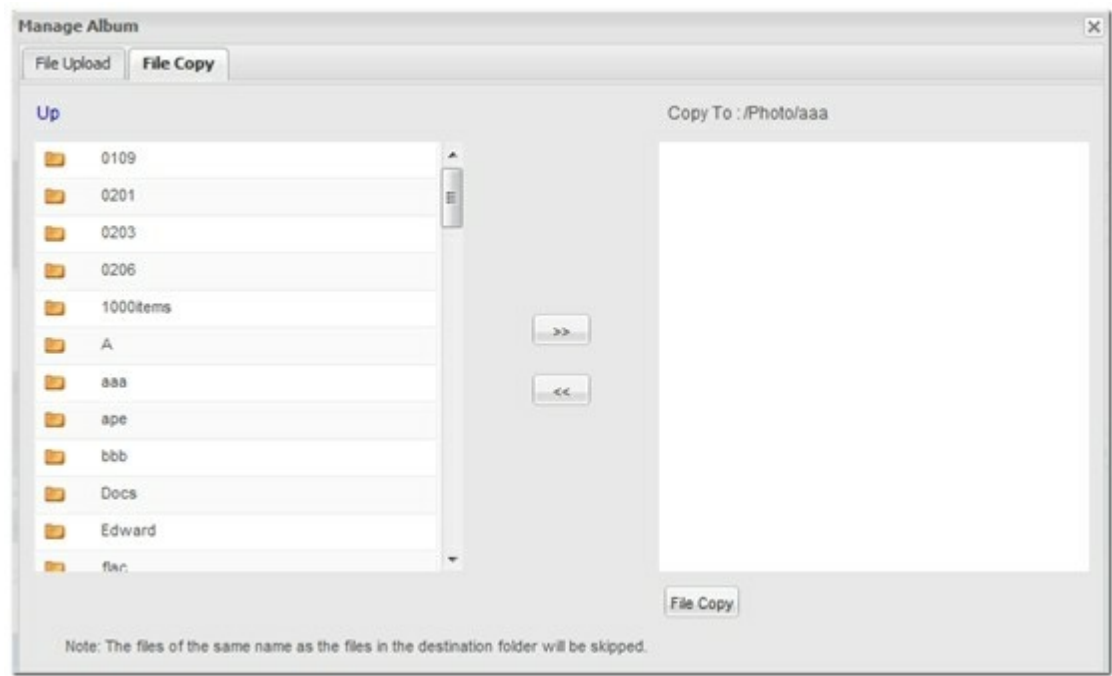 Manage Album
File Upload File Copy
Up
Copy To : /Photo/aaa
0109
0201
0203
0206
1000items
A
aaa
ape
bbb
Docs
Edward
flac
>>
<<
File Copy
Note: The files of the same name as the files in the destination folder will be skipped.